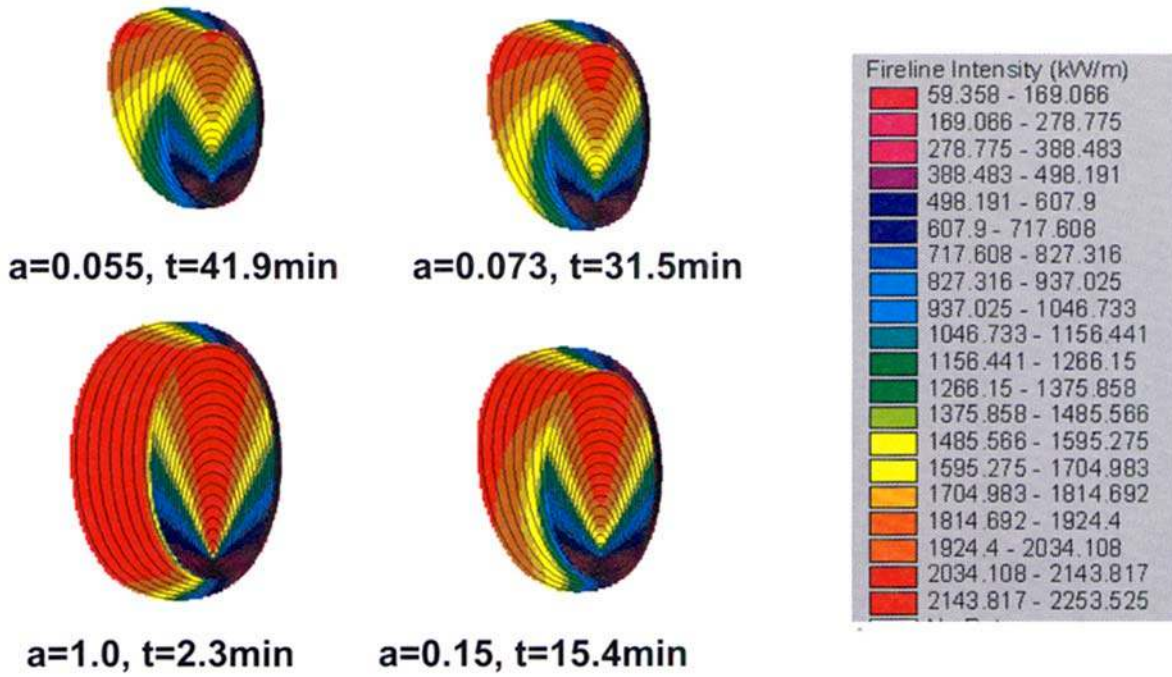 a=0.055, t=41.9min
a=0.073, t=31.5min
a=1.0, t=2.3min
a=0.15, t=15.4min
Fireline Intensity (kW/m)
59.358 - 169.066
169.066 - 278.775
278.775 - 388.483
388.483 - 498.191
498.191 - 607.9
607.9 - 717.608
717.608 - 827.316
827.316 - 937.025
937.025 - 1046.733
1046.733 - 1156.441
1156.441 - 1266.15
1266.15 - 1375.858
1375.858 - 1485.566
1485.566 - 1595.275
1595.275 - 1704.983
1704.983 - 1814.692
1814.692 - 1924.4
1924.4 - 2034.108
2034.108 - 2143.817
2143.817 - 2253.525